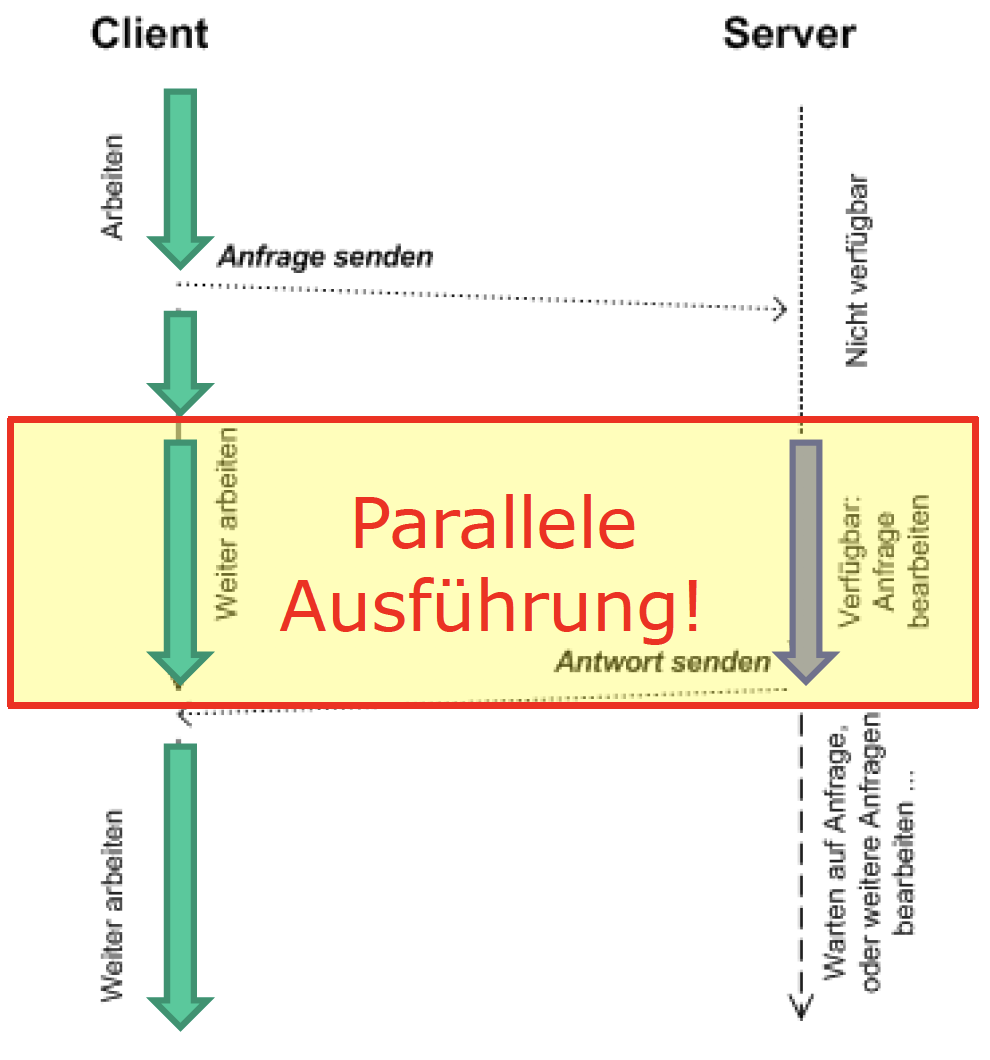 Client
Server
Arbeiten
Anfrage senden
Nicht verfügbar
Weiter arbeiten
Parallele
Ausführung!
Verfügbar:
Anfrage
bearbeiten
Antwort senden
Weiter arbeiten
Warten auf Anfrage,
oder weitere Anfragen
bearbeiten ...